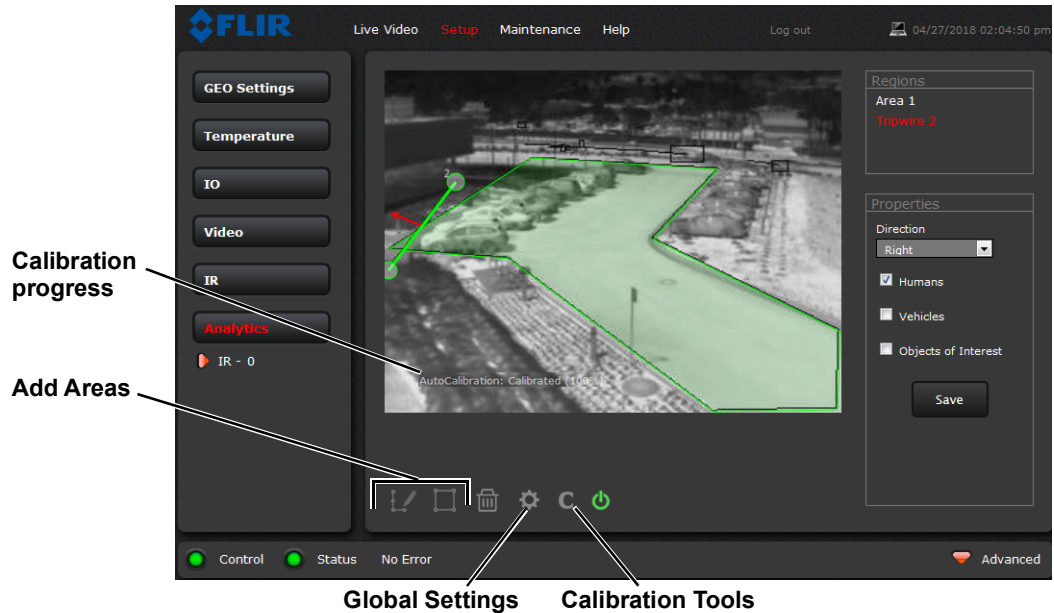 FLIR
Live Video Setup Maintenance Help Log out 04/27/2018 02:04:50 pm
GEO Settings
Temperature
IO
Video
IR
Analytics
IR - 0
Calibration
progress
Add Areas
2
AutoCalibration: Calibrated (100%)
Regions
Area 1
Tripwire 2
Properties
Direction
Right
Humans
Vehicles
Objects of Interest
Save
C
Control Status No Error Advanced
Global Settings Calibration Tools